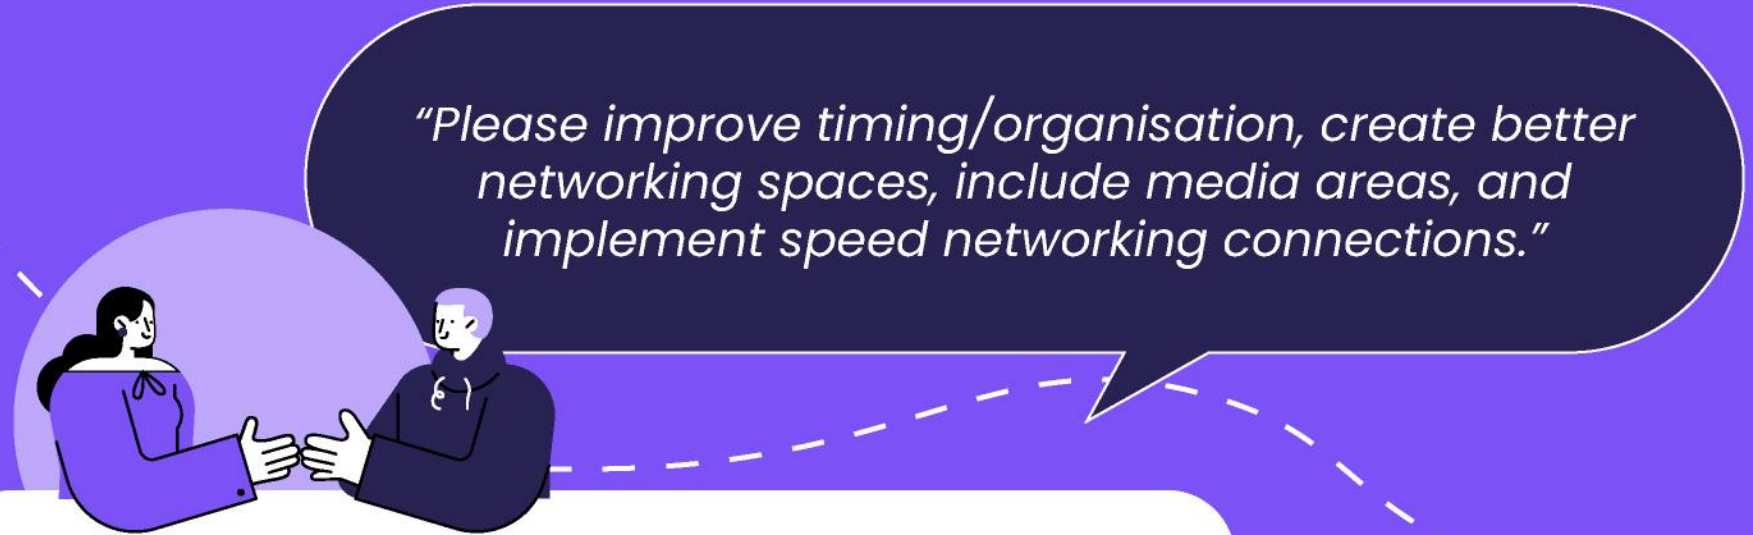 “Please improve timing/organisation, create better
networking spaces, include media areas, and
implement speed networking connections.”